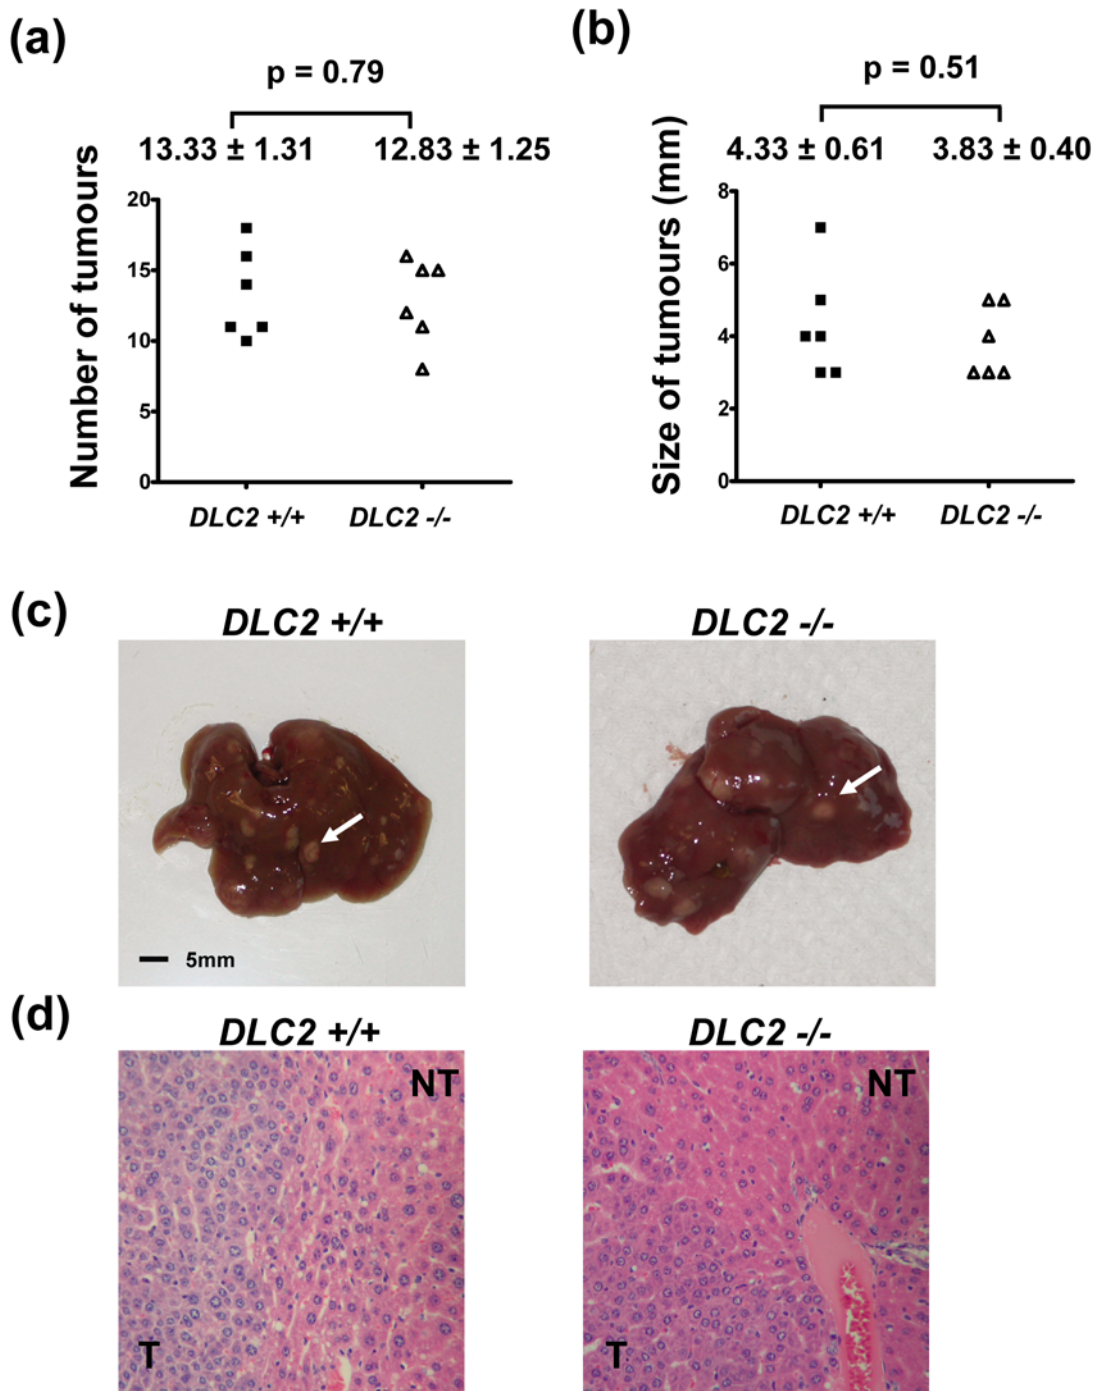 (a)
p = 0.79
13.33 ± 1.31 12.83 ± 1.25
Number of tumours
20
15
10
5
0
DLC2 +/+ DLC2 -/-
(b)
p = 0.51
4.33 ± 0.61 3.83 ± 0.40
Size of tumours (mm)
8
6
4
2
0
DLC2 +/+ DLC2 -/-
(c)
DLC2 +/+ DLC2 -/-
5mm
(d)
DLC2 +/+ DLC2 -/-
NT NT
T T